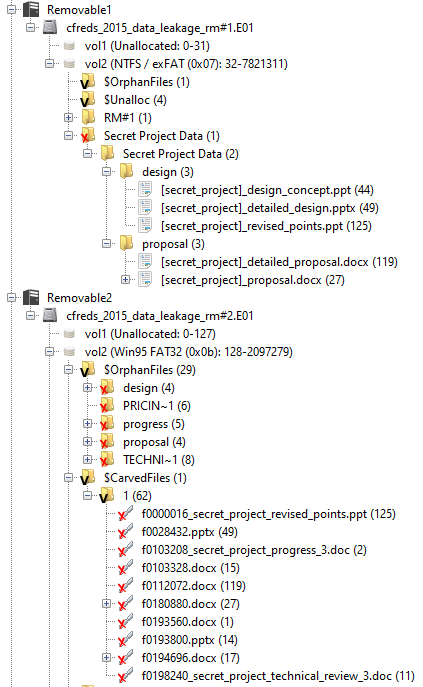 Removable1
cfreds_2015_data_leakage_rm#1.E01
vol1 (Unallocated: 0-31)
vol2 (NTFS / exFAT (0x07): 32-7821311)
$OrphanFiles (1)
$Unalloc (4)
RM#1 (1)
Secret Project Data (1)
Secret Project Data (2)
design (3)
[secret_project]_design_concept.ppt (44)
[secret_project]_detailed_design.pptx (49)
[secret_project]_revised_points.ppt (125)
proposal (3)
[secret_project]_detailed_proposal.docx (119)
[secret_project]_proposal.docx (27)
Removable2
cfreds_2015_data_leakage_rm#2.E01
vol1 (Unallocated: 0-127)
vol2 (Win95 FAT32 (0x0b): 128-2097279)
$OrphanFiles (29)
design (4)
PRICIN~1 (6)
progress (5)
proposal (4)
TECHNI~1 (8)
$CarvedFiles (1)
1 (62)
f0000016_secret_project_revised_points.ppt (125)
f0028432.pptx (49)
f0103208_secret_project_progress_3.doc (2)
f0103328.docx (15)
f0112072.docx (119)
f0180880.docx (27)
f0193560.docx (1)
f0193800.pptx (14)
f0194696.docx (17)
f0198240_secret_project_technical_review_3.doc (11)